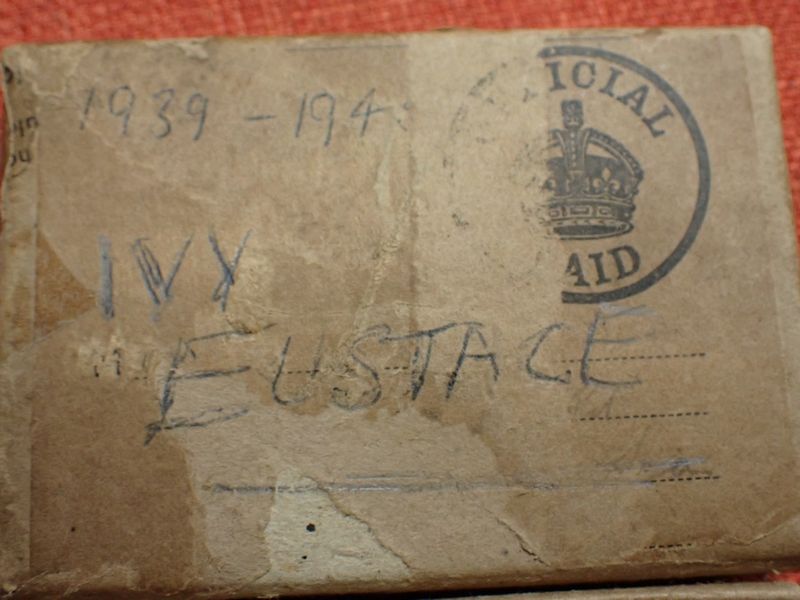 1939 - 194
ICIAL
AID
IVY
EUSTACE